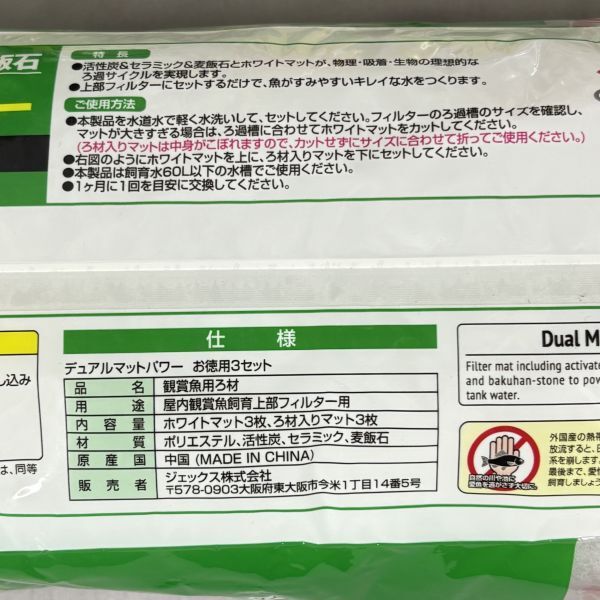 飯石
特長
●活性炭&セラミック&麦飯石とホワイトマットが、物理・吸着・生物の理想的な
ろ過サイクルを実現します。
●上部フィルターにセットするだけで、魚がすみやすいキレイな水をつくります。
ご使用方法
●本製品を水道水で軽く水洗いして、セットしてください。フィルターのろ過槽のサイズを確認し、
マットが大きすぎる場合は、ろ過槽に合わせてホワイトマットをカットしてください。
(ろ材入りマットは中身がこぼれますので、カットせずにサイズに合わせて折ってご使用ください。)
●右図のようにホワイトマットを上に、ろ材入りマットを下にセットしてください。
●本製品は飼育水60L以下の水槽でご使用ください。
●1ヶ月に1回を目安に交換してください。
し込み
は、同等
仕様
デュアルマットパワー お徳用3セット
品名 観賞魚用ろ材
用途 屋内観賞魚飼育上部フィルター用
内容量 ホワイトマット3枚、ろ材入りマット3枚
材質 ポリエステル、活性炭、セラミック、麦飯石
原産国 中国 (MADE IN CHINA)
販売者 ジェックス株式会社
〒578-0903大阪府東大阪市今米1丁目14番5号
Dual M
Filter mat including activate
and bakuhan-stone to pow
tank water.
自然の川や池に
愛魚を逃がさず大切に。
外国産の熱帯
放流すると、日
系を崩します。
最後まで、愛情
飼育しましょう